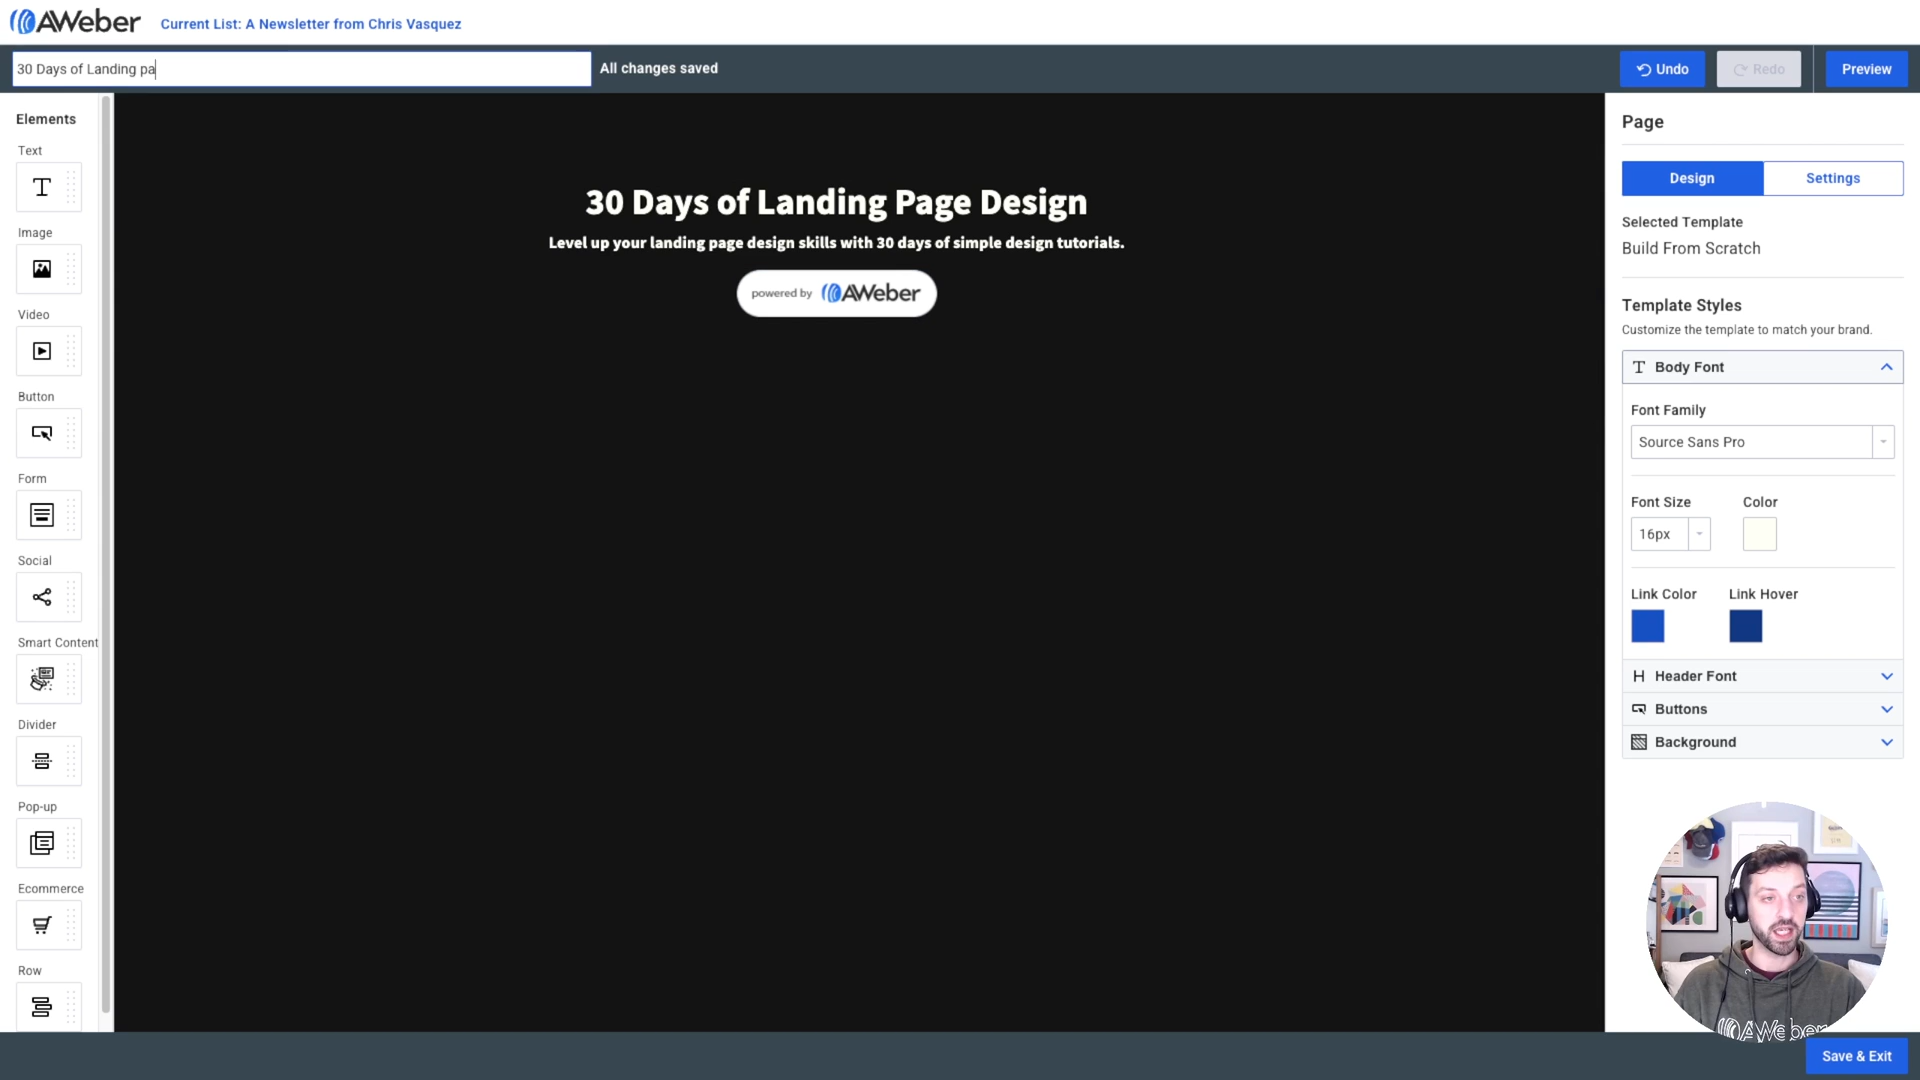 AWeber
Current List: A Newsletter from Chris Vasquez
30 Days of Landing pa
All changes saved
Undo
Redo
Preview
Elements
Text
Image
Video
Button
Form
Social
Smart Content
Divider
Pop-up
Ecommerce
Row
30 Days of Landing Page Design
Level up your landing page design skills with 30 days of simple design tutorials.
powered by AWeber
Page
Design
Settings
Selected Template
Build From Scratch
Template Styles
Customize the template to match your brand.
Body Font
Font Family
Source Sans Pro
Font Size
Color
16px
Link Color
Link Hover
Header Font
Buttons
Background
AWeber
Save & Exit